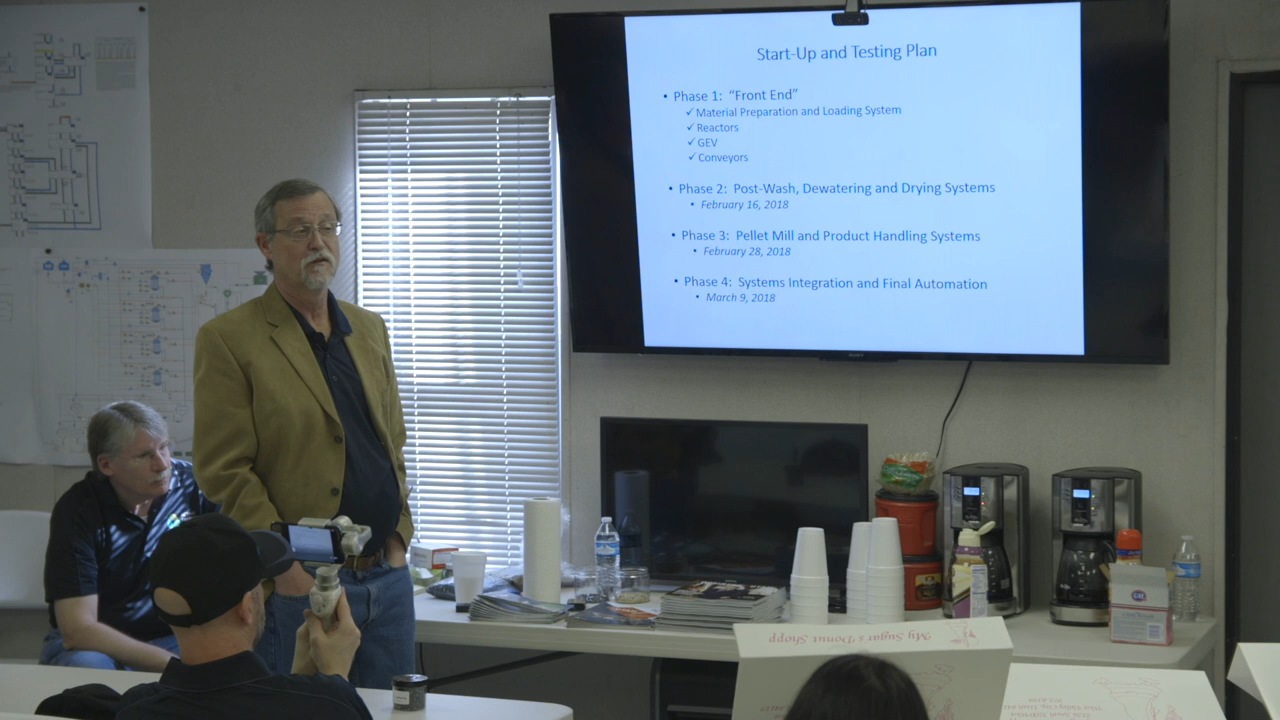 Start-Up and Testing Plan
• Phase 1: “Front End”
✓ Material Preparation and Loading System
✓ Reactors
✓ GEV
✓ Conveyors
• Phase 2: Post-Wash, Dewatering and Drying Systems
• February 16, 2018
• Phase 3: Pellet Mill and Product Handling Systems
• February 28, 2018
• Phase 4: Systems Integration and Final Automation
• March 9, 2018
SONY
My Sugar's Donut Shopp
C&H